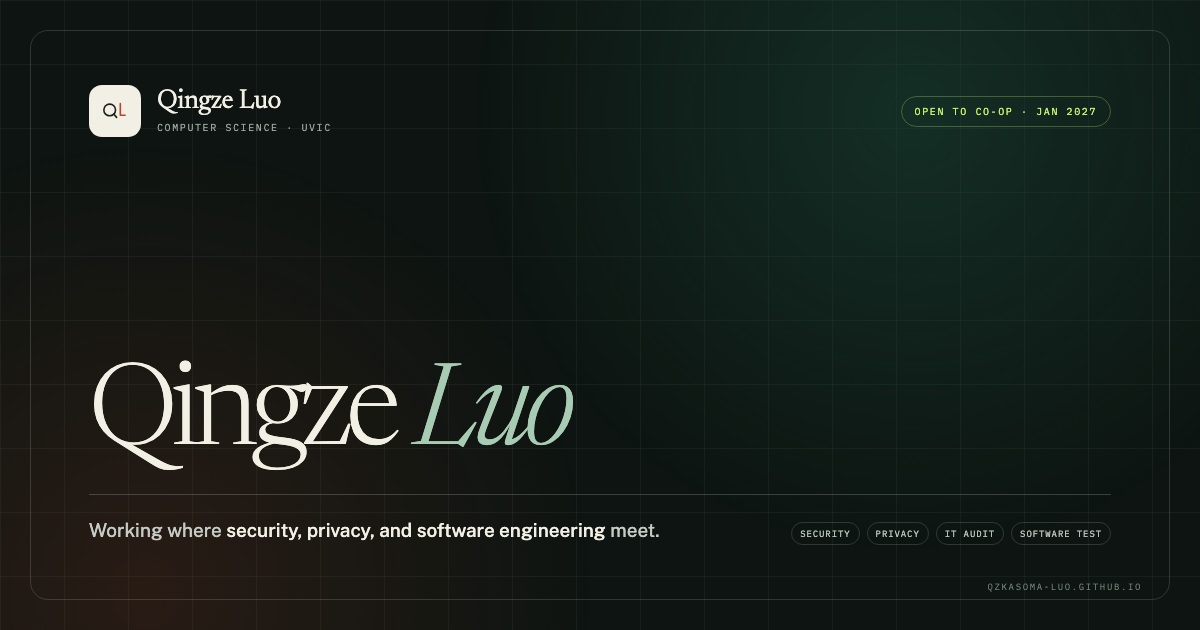 QL
Qingze Luo
COMPUTER SCIENCE · UVIC
OPEN TO CO-OP · JAN 2027
Qingze Luo
Working where security, privacy, and software engineering meet.
SECURITY
PRIVACY
IT AUDIT
SOFTWARE TEST
QZKASOMA-LUO.GITHUB.IO